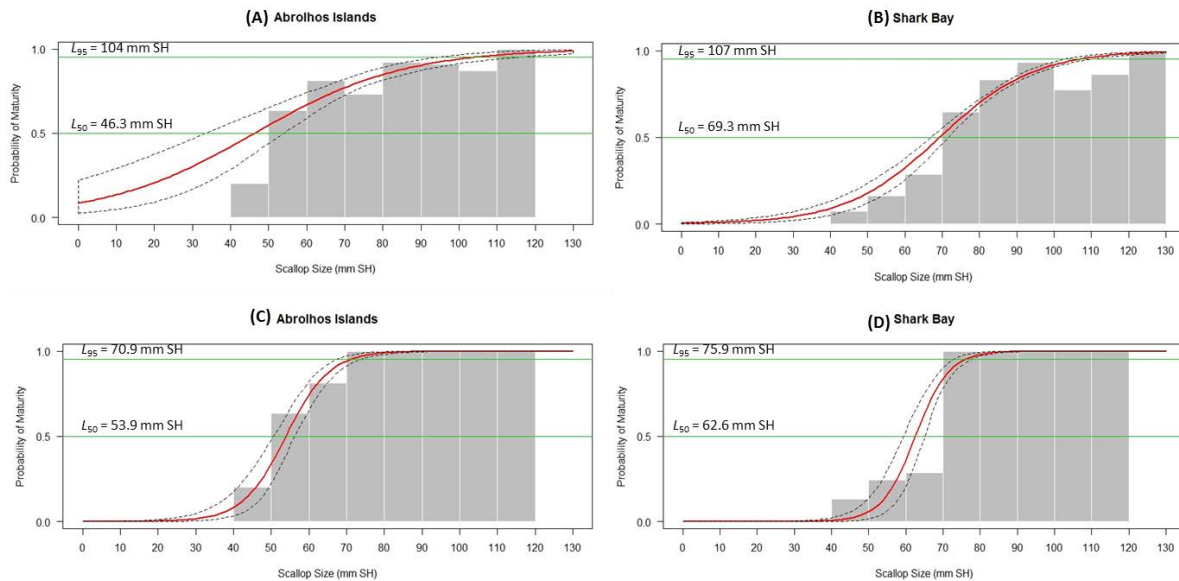 (A) Abrolhos Islands
L95 = 104 mm SH
L50 = 46.3 mm SH
Probability of Maturity
1.0
0.5
0.0
0 10 20 30 40 50 60 70 80 90 100 110 120 130
Scallop Size (mm SH)
(B) Shark Bay
L95 = 107 mm SH
L50 = 69.3 mm SH
Probability of Maturity
1.0
0.5
0.0
0 10 20 30 40 50 60 70 80 90 100 110 120 130
Scallop Size (mm SH)
(C) Abrolhos Islands
L95 = 70.9 mm SH
L50 = 53.9 mm SH
Probability of Maturity
1.0
0.5
0.0
0 10 20 30 40 50 60 70 80 90 100 110 120 130
Scallop Size (mm SH)
(D) Shark Bay
L95 = 75.9 mm SH
L50 = 62.6 mm SH
Probability of Maturity
1.0
0.5
0.0
0 10 20 30 40 50 60 70 80 90 100 110 120 130
Scallop Size (mm SH)